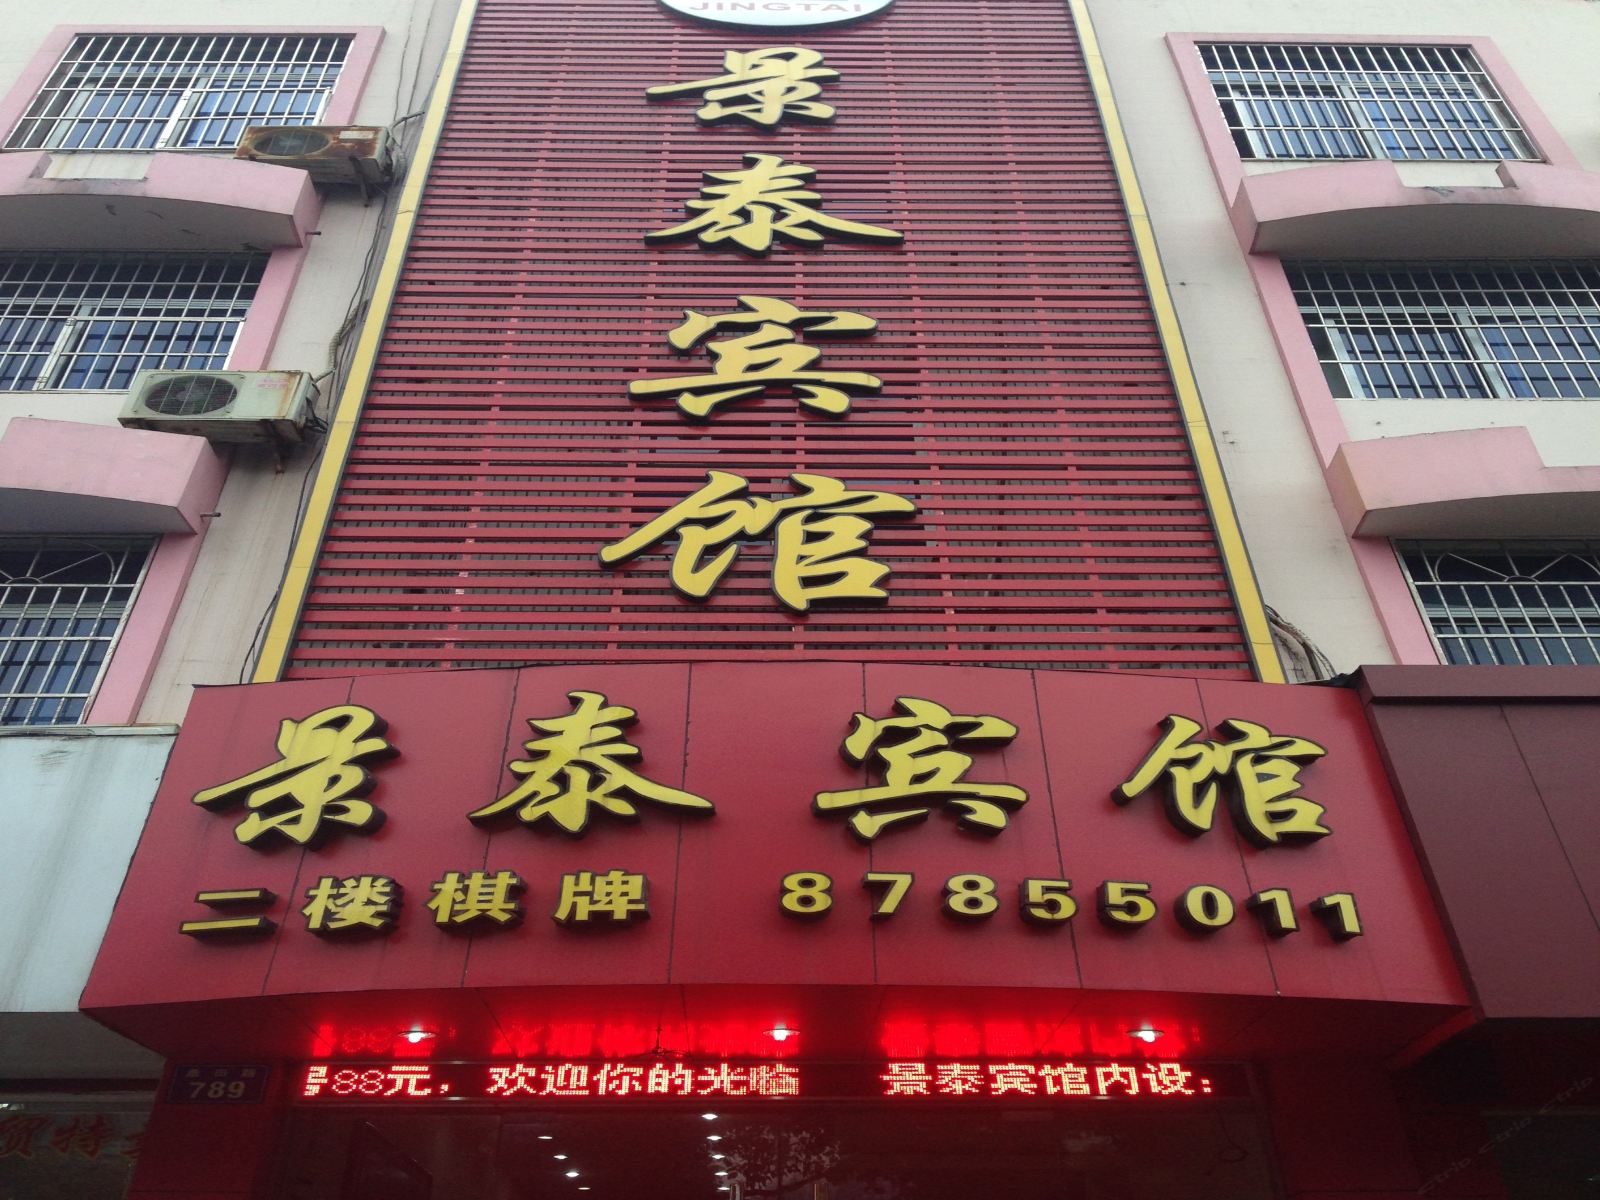 JINGTAI
景泰宾馆
景泰宾馆
二楼棋牌 87855011
88元，欢迎你的光临 景泰宾馆内设：
789